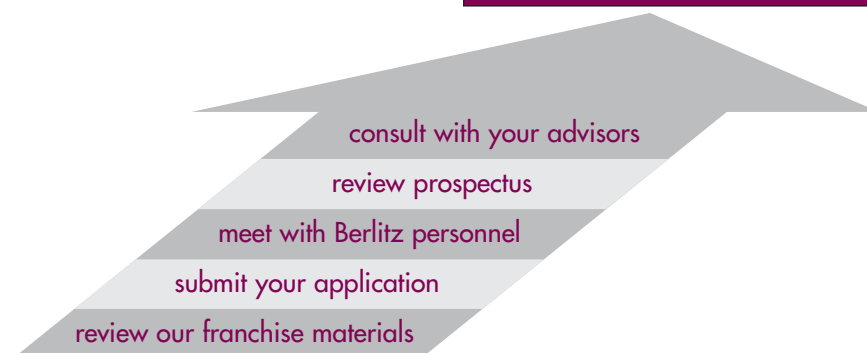 consult with your advisors
review prospectus
meet with Berlitz personnel
submit your application
review our franchise materials